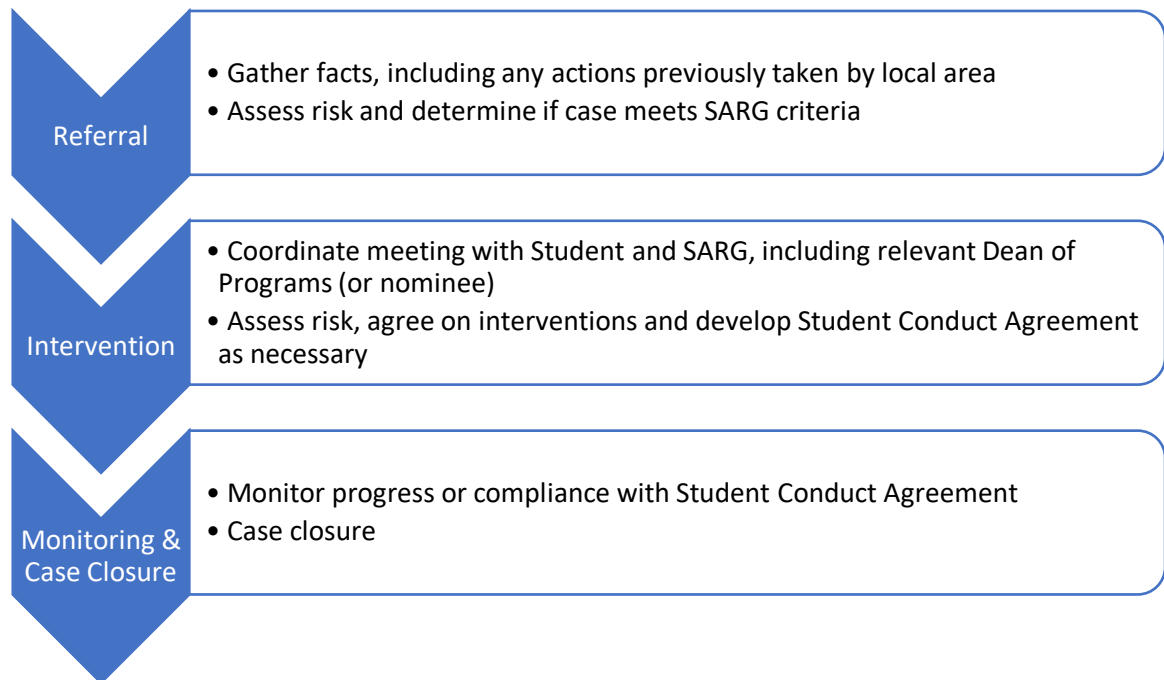 Referral
• Gather facts, including any actions previously taken by local area
• Assess risk and determine if case meets SARG criteria
Intervention
• Coordinate meeting with Student and SARG, including relevant Dean of
Programs (or nominee)
• Assess risk, agree on interventions and develop Student Conduct Agreement
as necessary
Monitoring &
Case Closure
• Monitor progress or compliance with Student Conduct Agreement
• Case closure